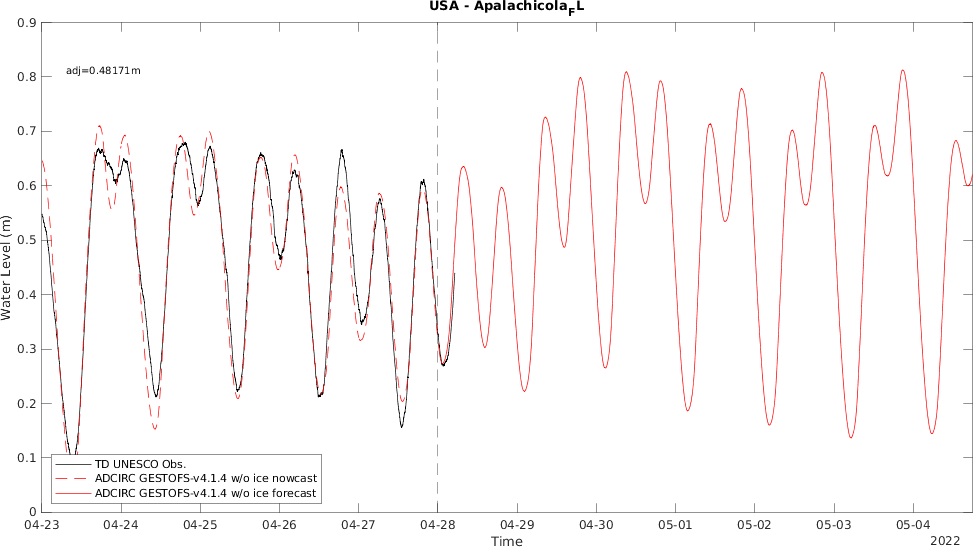 USA - Apalachicola_FL
0.9
0.8
adj=0.48171m
0.7
0.6
0.5
Water Level (m)
0.4
0.3
0.2
0.1
0
TD UNESCO Obs.
ADCIRC GESTOFS-v4.1.4 w/o ice nowcast
ADCIRC GESTOFS-v4.1.4 w/o ice forecast
04-23 04-24 04-25 04-26 04-27 04-28 04-29 04-30 05-01 05-02 05-03 05-04
Time
2022